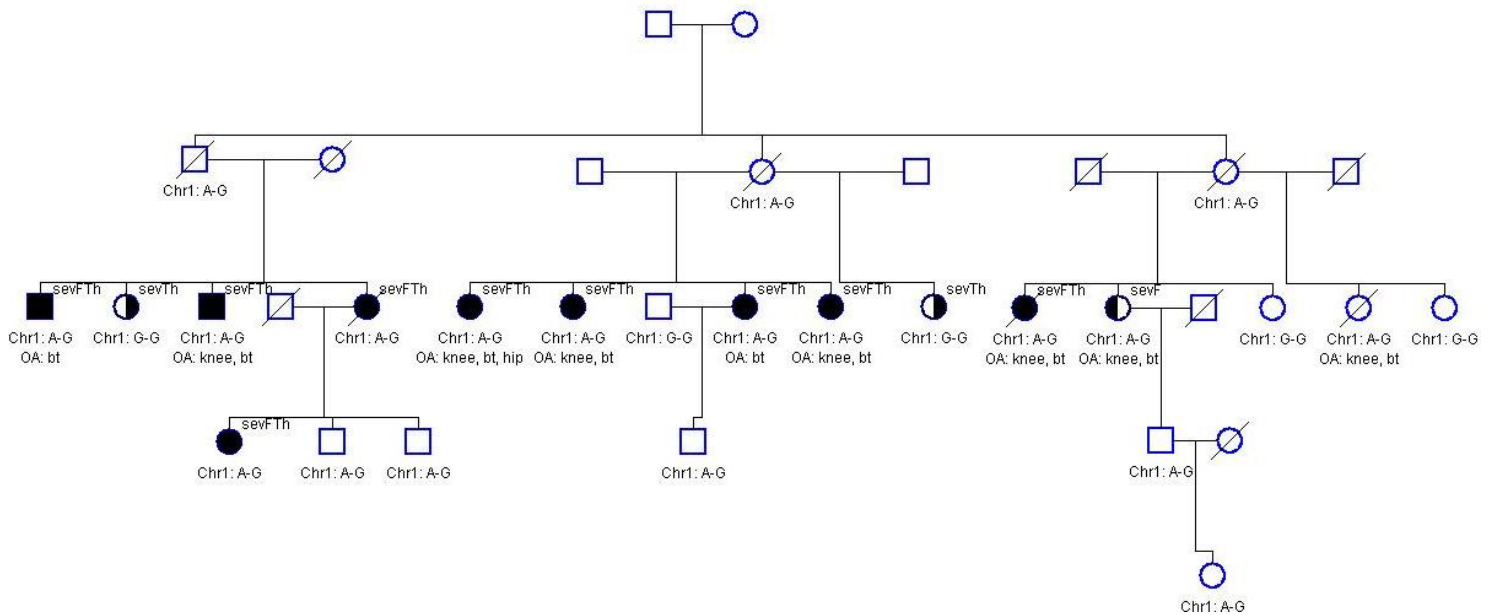 Chr1: A-G
Chr1: A-G
Chr1: A-G
sevFTh
sevTh
sevFTh
sevFTh
sevFTh
sevFTh
sevFTh
sevFTh
sevTh
sevFTh
sevF
Chr1: A-G
Chr1: G-G
Chr1: A-G
Chr1: A-G
Chr1: A-G
Chr1: A-G
Chr1: G-G
Chr1: A-G
Chr1: A-G
Chr1: G-G
Chr1: A-G
Chr1: A-G
Chr1: G-G
Chr1: A-G
Chr1: G-G
OA: bt
OA: knee, bt
OA: knee, bt, hip
OA: knee, bt
OA: bt
OA: knee, bt
OA: knee, bt
OA: knee, bt
OA: knee, bt
sevFTh
Chr1: A-G
Chr1: A-G
Chr1: A-G
Chr1: A-G
Chr1: A-G
Chr1: A-G